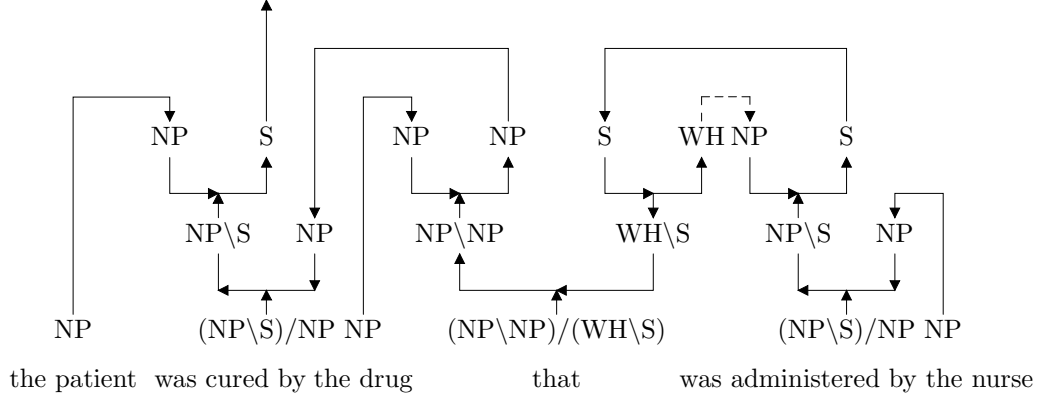 NP S NP NP S WH NP S
NP\S NP NP\NP WH\S NP\S NP
NP (NP\S)/NP NP (NP\NP)/(WH\S) (NP\S)/NP NP
the patient was cured by the drug that was administered by the nurse